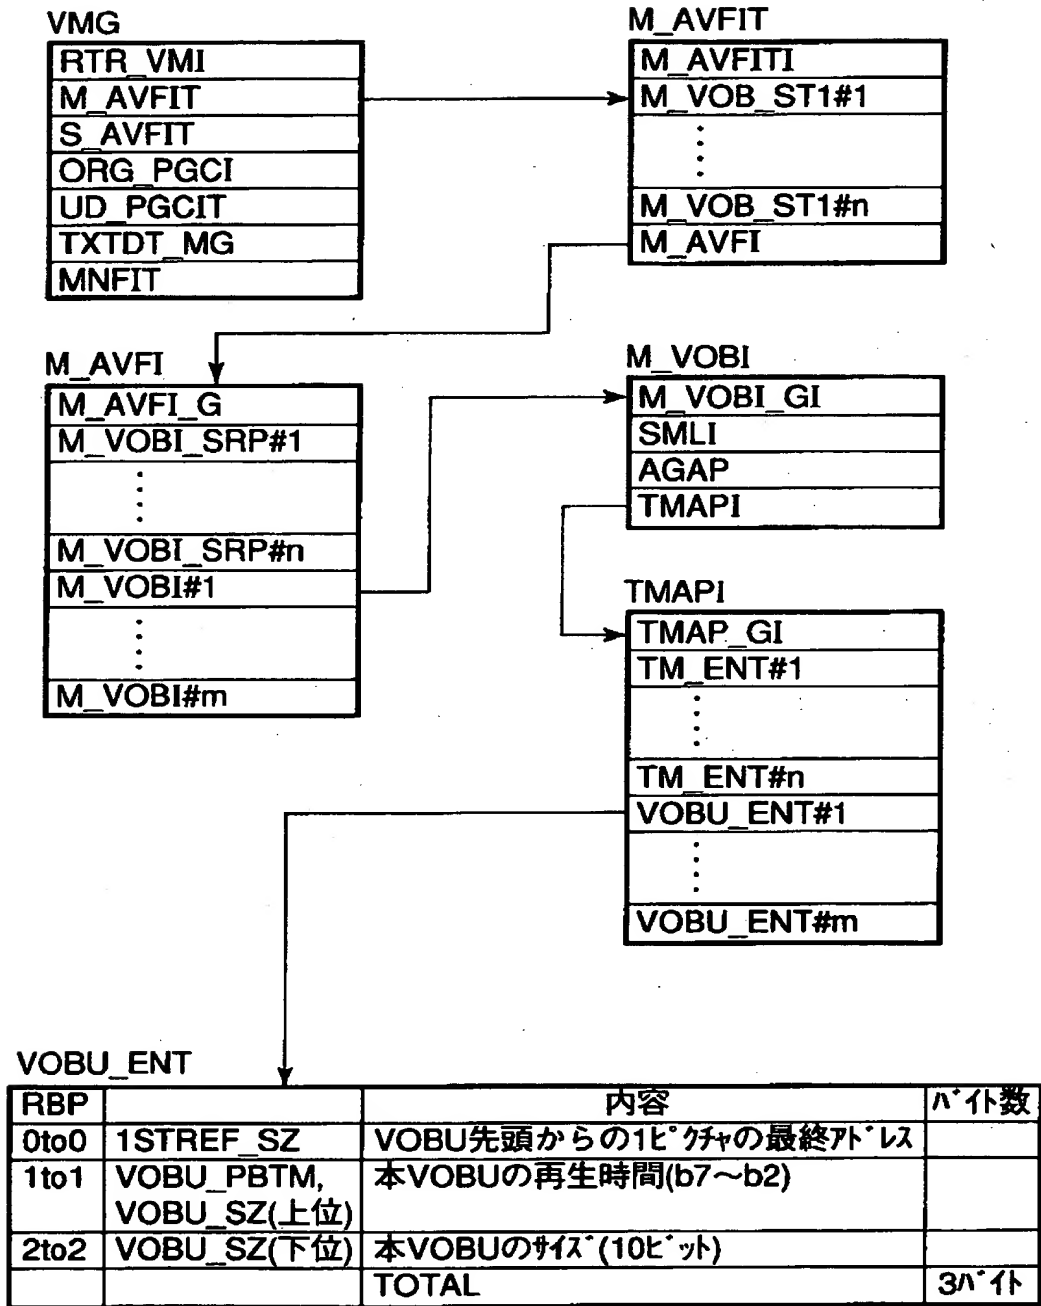 VMG
RTR_VMI
M_AVFIT
S_AVFIT
ORG_PGCI
UD_PGCIT
TXTDT_MG
MNFIT
M_AVFIT
M_AVFITI
M_VOB_ST1#1
M_VOB_ST1#n
M_AVFI
M_AVFI
M_AVFI_G
M_VOBI_SRP#1
M_VOBI_SRP#n
M_VOBI#1
M_VOBI#m
M_VOBI
M_VOBI_GI
SMLI
AGAP
TMAPI
TMAPI
TMAP_GI
TM_ENT#1
TM_ENT#n
VOBU_ENT#1
VOBU_ENT#m
VOBU_ENT
RBP 内容 ﾊﾞｲﾄ数
0to0 1STREF_SZ VOBU先頭からの1ﾋﾟｸﾁｬの最終ｱﾄﾞﾚｽ
1to1 VOBU_PBTM, 本VOBUの再生時間(b7～b2)
VOBU_SZ(上位)
2to2 VOBU_SZ(下位) 本VOBUのｻｲｽﾞ(10ﾋﾞｯﾄ)
TOTAL 3ﾊﾞｲﾄ